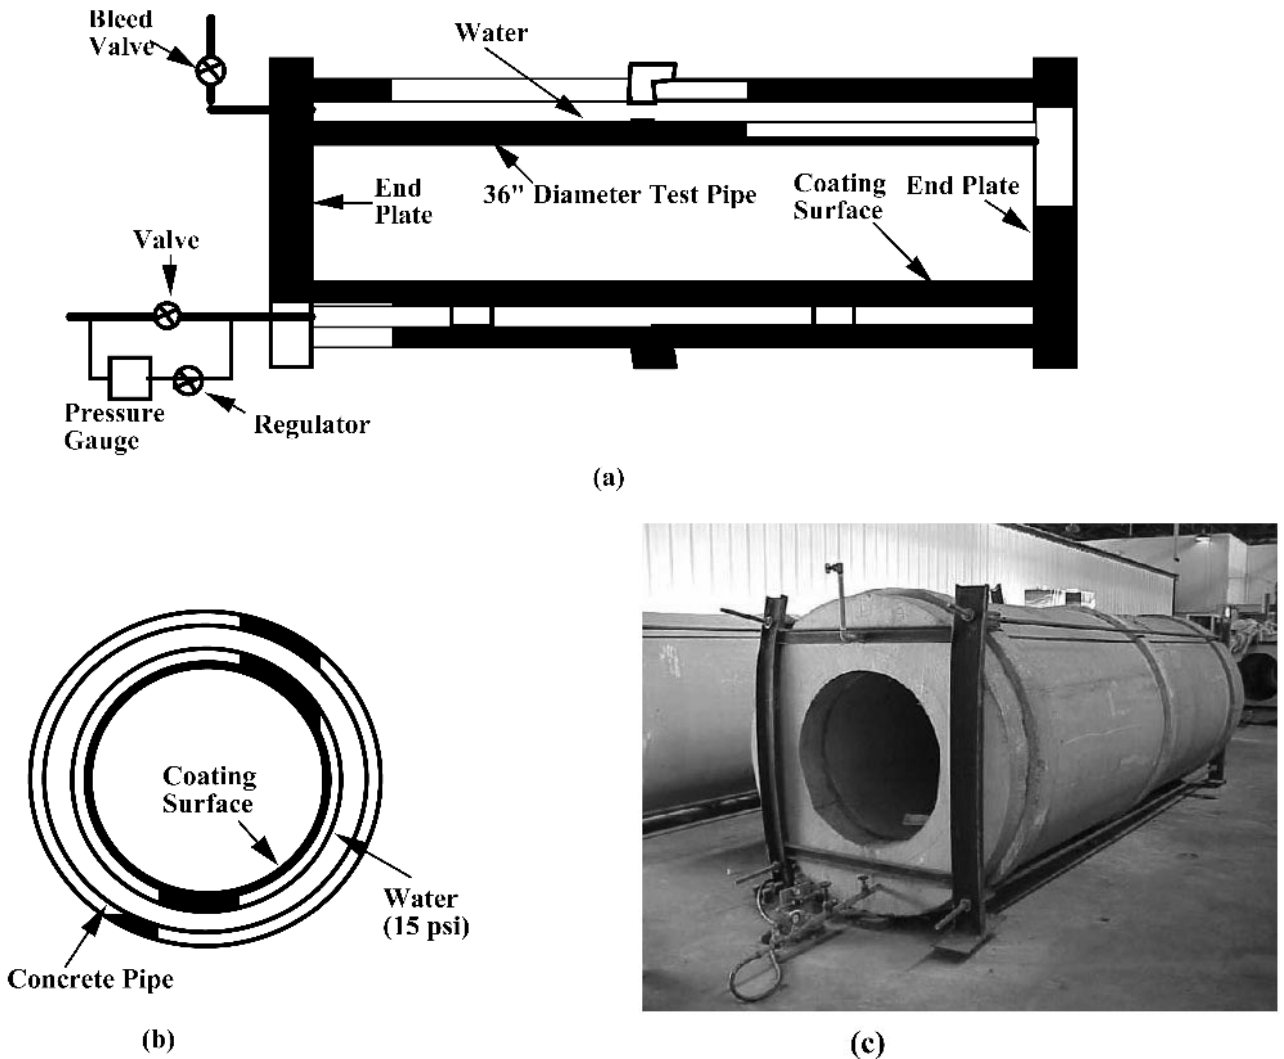 Bleed
Valve
Water
36" Diameter Test Pipe
End
Plate
Coating
Surface
End Plate
Valve
Pressure
Gauge
Regulator
(a)
Coating
Surface
Water
(15 psi)
Concrete Pipe
(b)
(c)